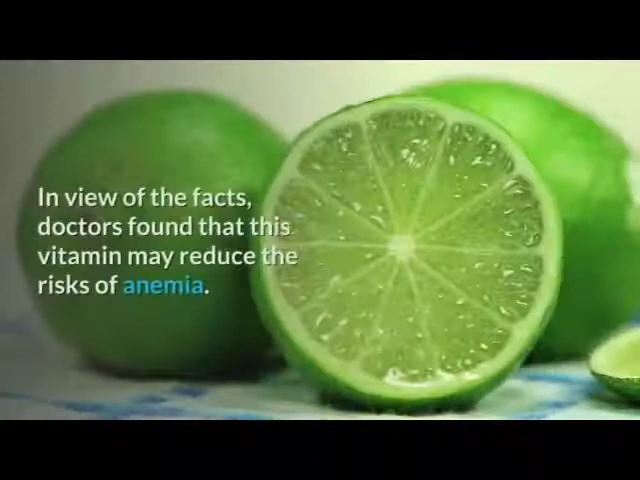 In view of the facts,
doctors found that this
vitamin may reduce the
risks of anemia.